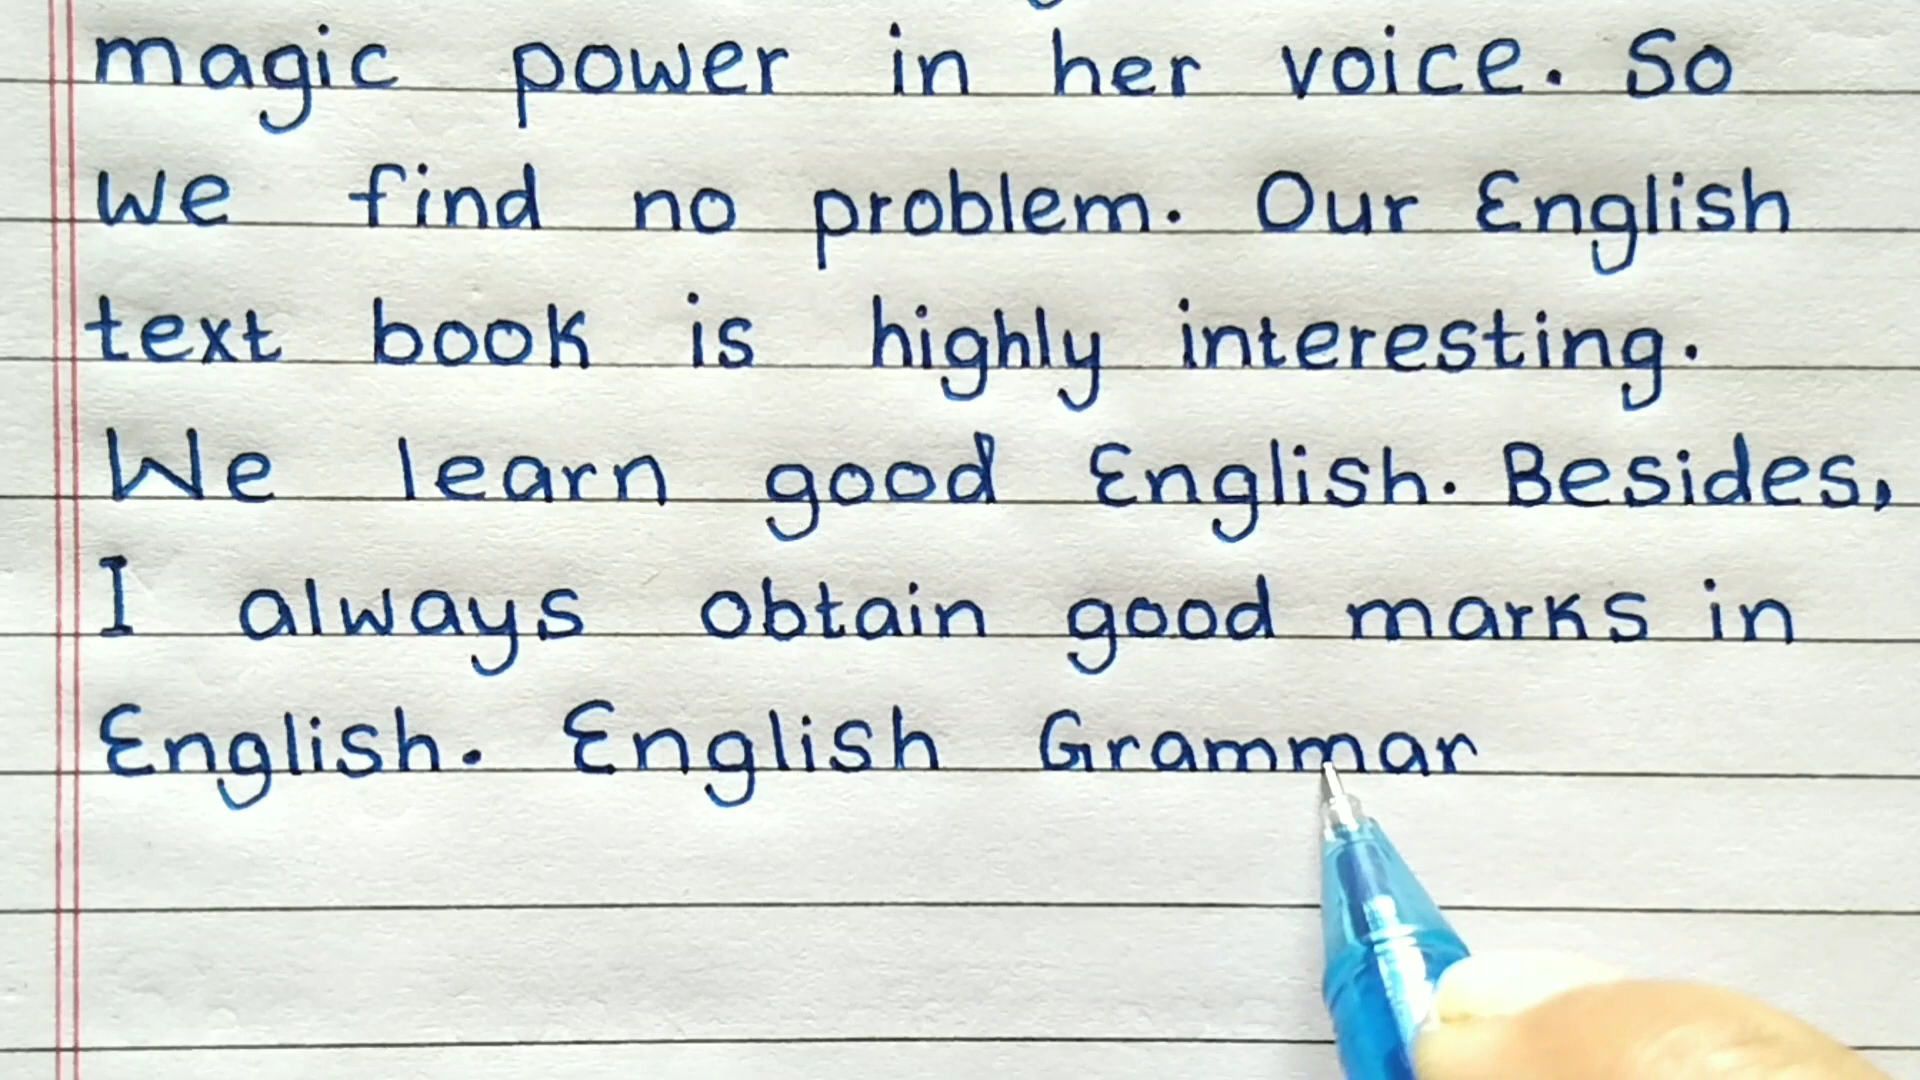 magic power in her voice. So
we find no problem. Our English
text book is highly interesting.
We learn good English. Besides,
I always obtain good marks in
English. English Grammar